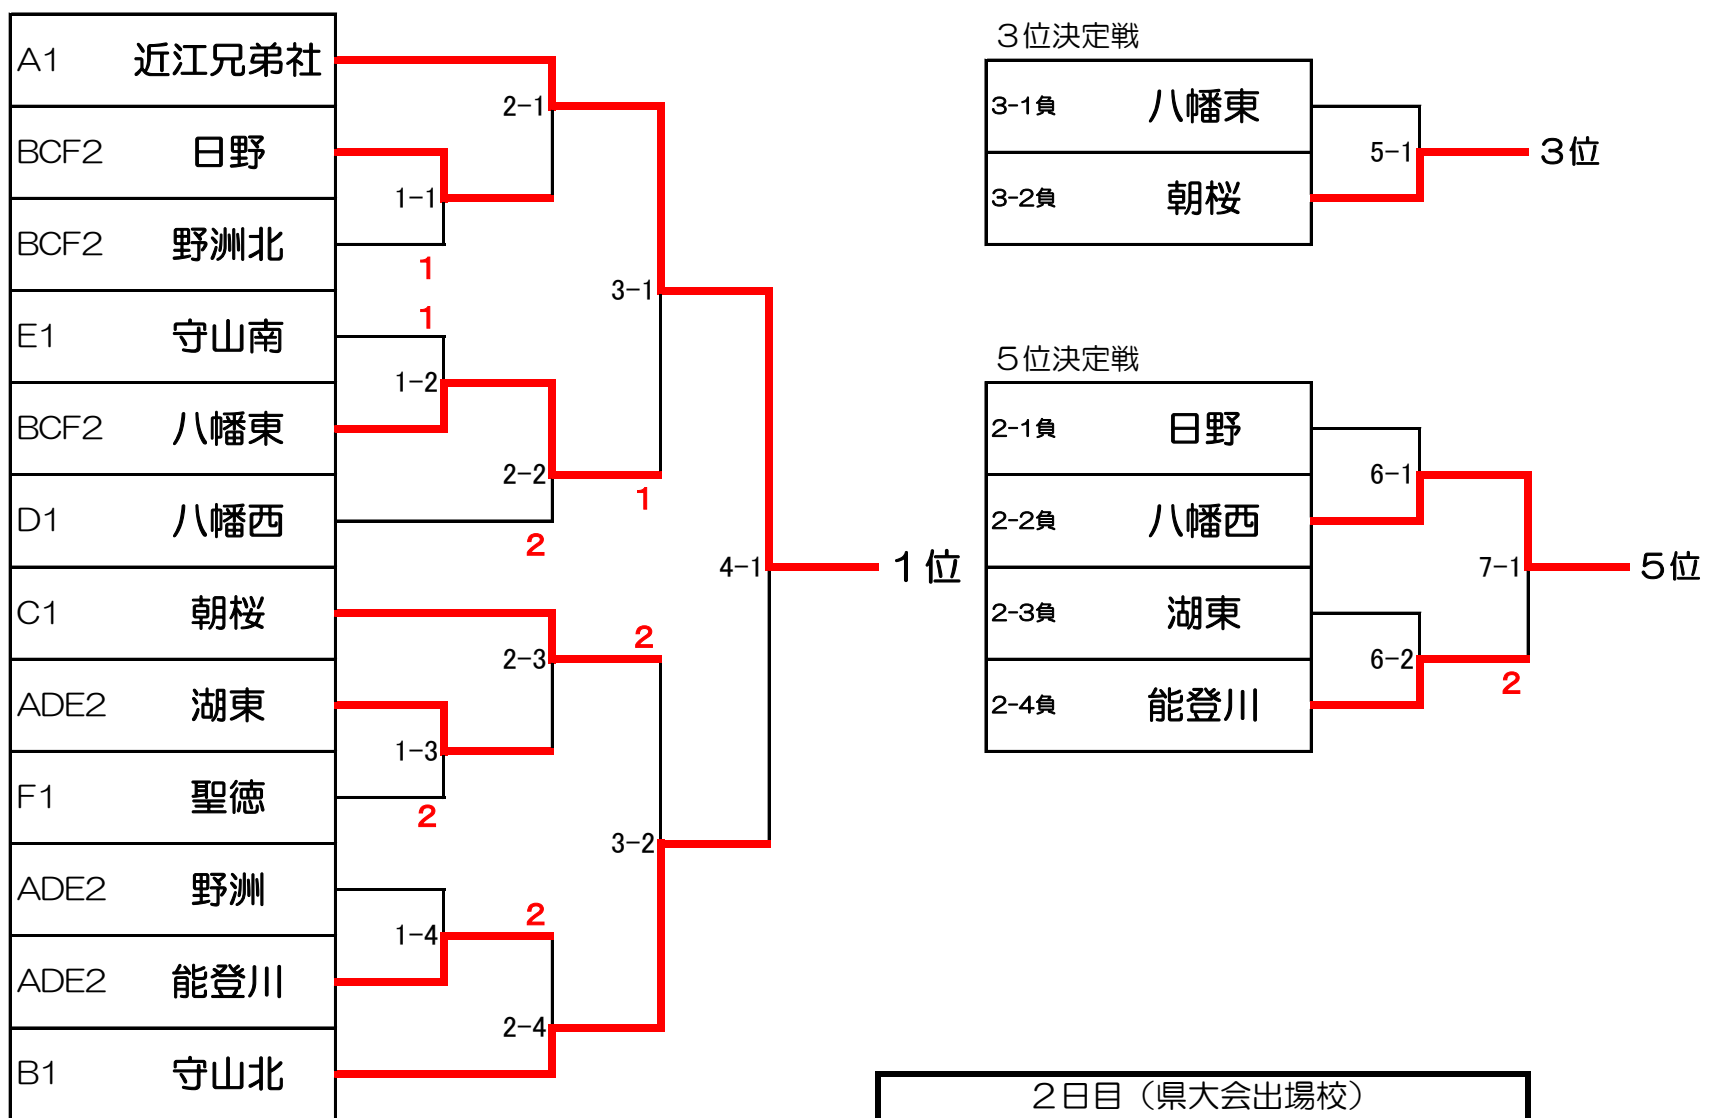 A1 近江兄弟社
BCF2 日野
BCF2 野洲北
E1 守山南
BCF2 八幡東
D1 八幡西
C1 朝桜
ADE2 湖東
F1 聖徳
ADE2 野洲
ADE2 能登川
B1 守山北
1-1
1
1
1-2
1-3
2
1-4
2-1
2-2
2
2-3
2
2-4
3-1
1
2
3-2
4-1
1位
3位決定戦
3-1負 八幡東
3-2負 朝桜
5-1
3位
5位決定戦
2-1負 日野
2-2負 八幡西
2-3負 湖東
2-4負 能登川
6-1
6-2
2
7-1
5位
2日目（県大会出場校）